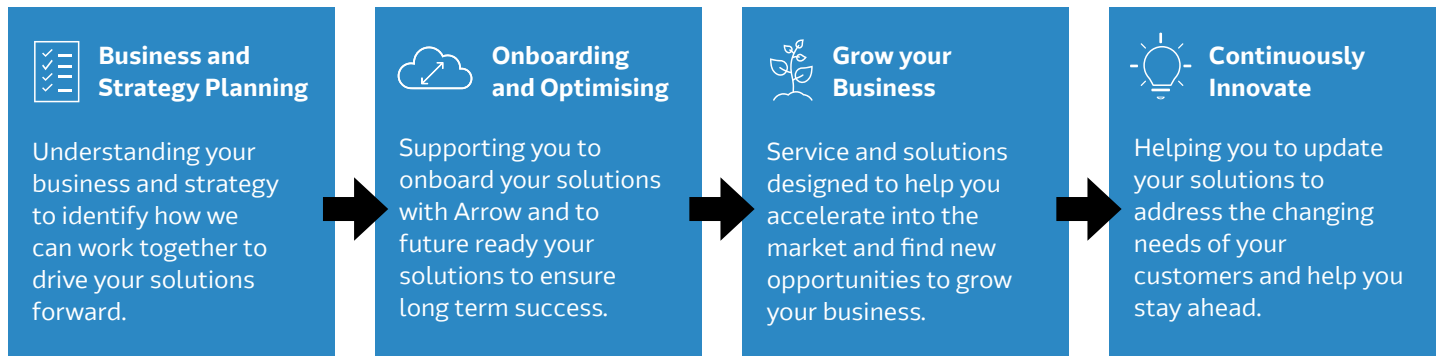 Business and
Strategy Planning
Understanding your
business and strategy
to identify how we
can work together to
drive your solutions
forward.
Onboarding
and Optimising
Supporting you to
onboard your solutions
with Arrow and to
future ready your
solutions to ensure
long term success.
Grow your
Business
Service and solutions
designed to help you
accelerate into the
market and find new
opportunities to grow
your business.
Continuously
Innovate
Helping you to update
your solutions to
address the changing
needs of your
customers and help you
stay ahead.